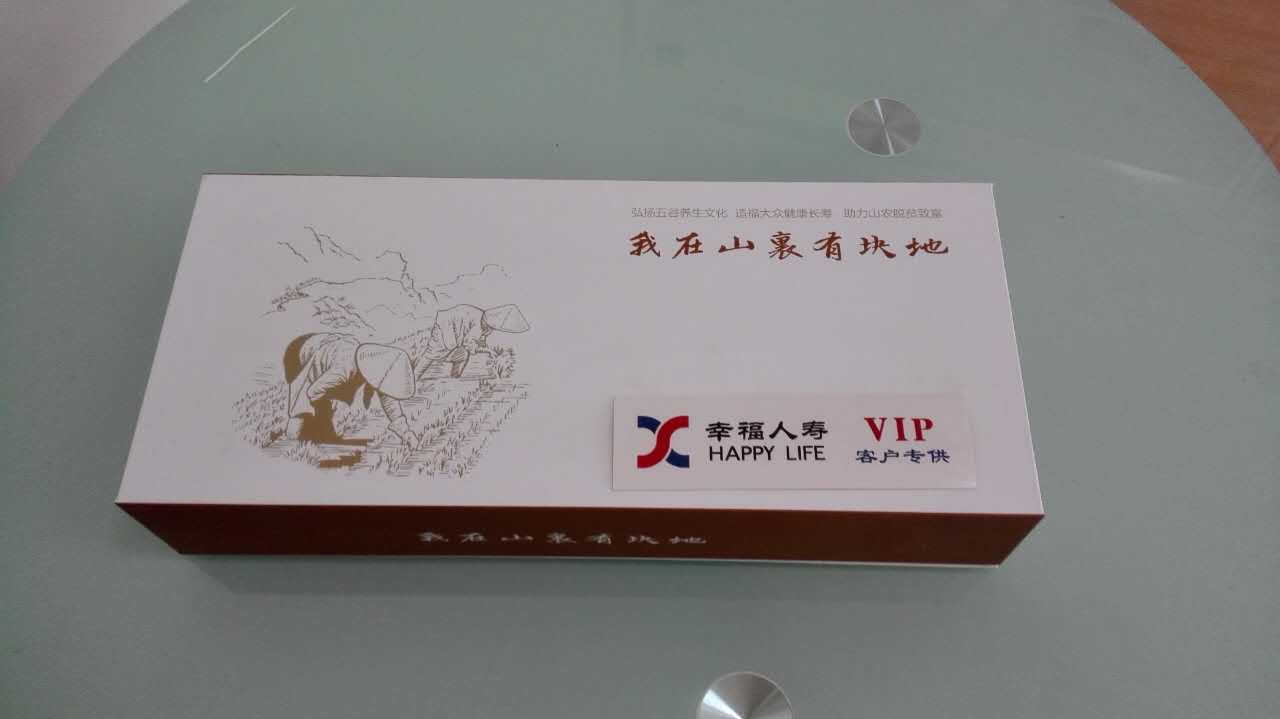 弘扬五谷养生文化 造福大众健康长寿 助力山农脱贫致富
我在山裏有块地
幸福人寿
HAPPY LIFE
VIP
客户专供
我在山裏有块地